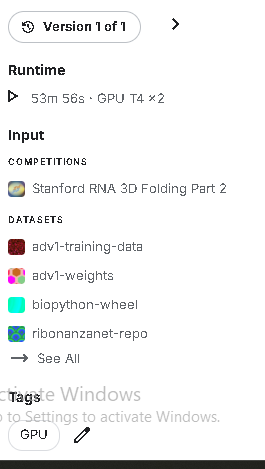 Version 1 of 1
Runtime
53m 56s · GPU T4 ×2
Input
COMPETITIONS
Stanford RNA 3D Folding Part 2
DATASETS
adv1-training-data
adv1-weights
biopython-wheel
ribonanzanet-repo
See All
ctivate Windows
Tags
o to Settings to activate Windows.
GPU